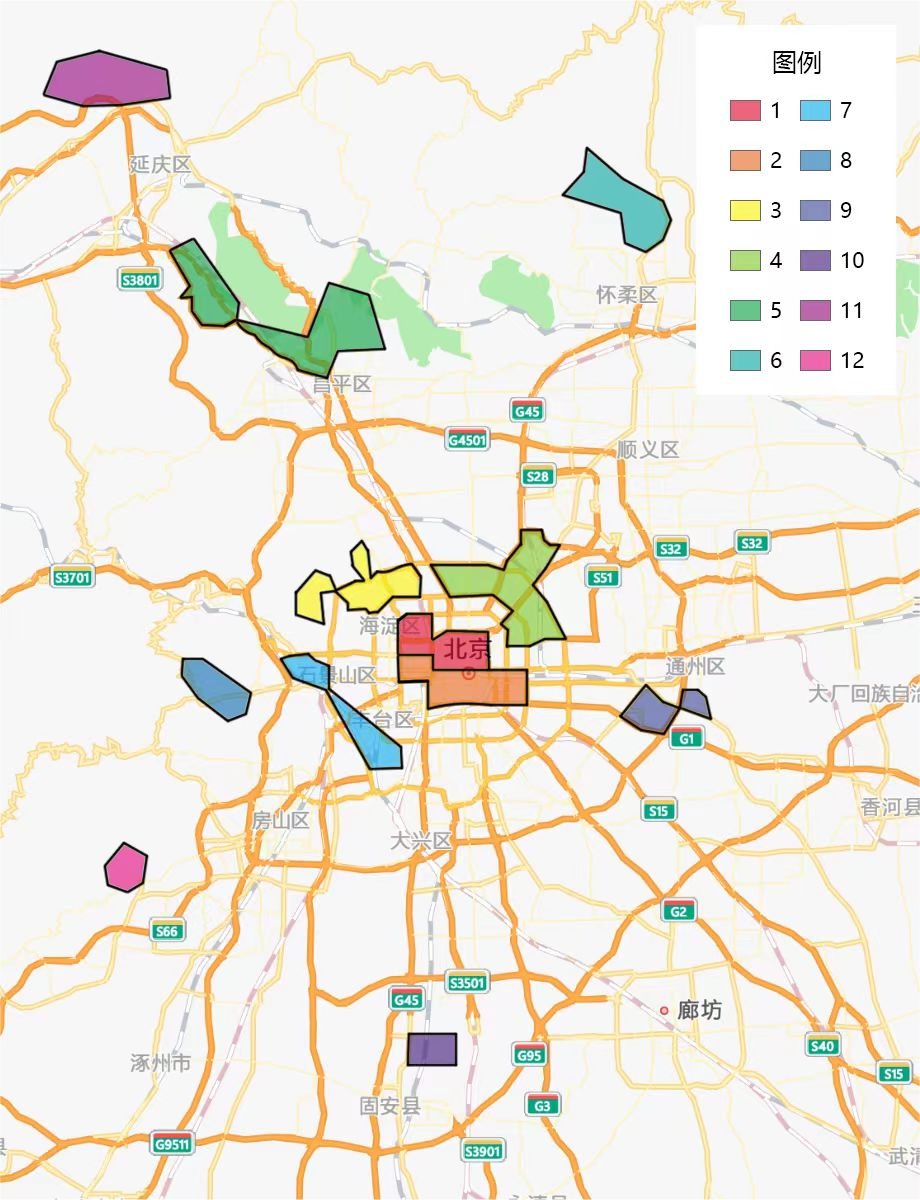 图例
1 7
2 8
3 9
4 10
5 11
6 12
延庆区
S3801
怀柔区
昌平区
G45
G4501
顺义区
S28
S32
S32
S3701
S51
海淀区
北京
石景山区
通州区
大厂回族自治
丰台区
G1
香河县
S15
房山区
大兴区
G2
S66
S3501
G45
廊坊
S40
G95
涿州市
S15
固安县
G3
G9511
S3901
县
武清